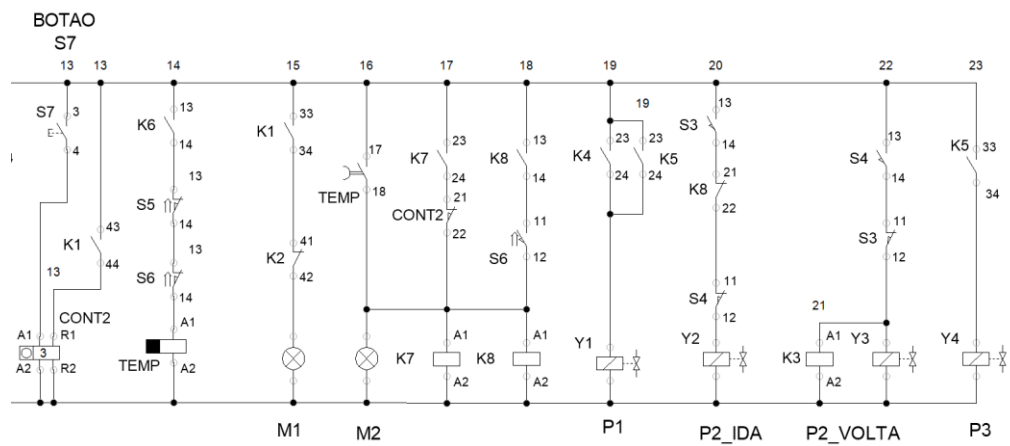 BOTAO
S7
13 13 14 15 16 17 18 19 20 22 23
S7 3
4
K1 43
44
13
CONT2
A1 R1
3
A2 R2
K6 13
14
13
S5 13
14
13
S6 13
14
A1
TEMP
A2
K1 33
34
K2 41
42
17
TEMP
18
K7 23
24
21
CONT2
22
K8 13
14
11
S6
12
K7 A1
A2
K8 A1
A2
19
K4 23
24
23
K5
24
Y1
S3 13
14
21
K8
22
11
S4
12
Y2
S4 13
14
11
S3
12
21
K3 A1
A2
Y3
K5 33
34
Y4
M1 M2 P1 P2_IDA P2_VOLTA P3